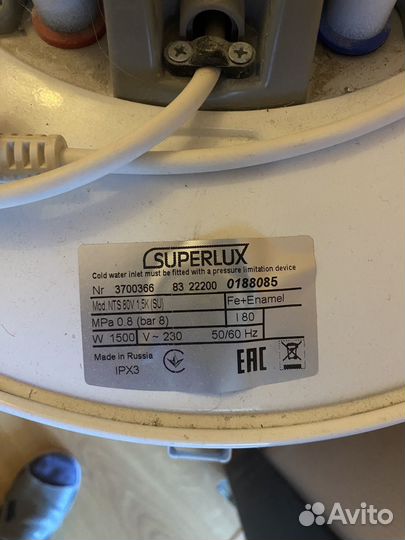 SUPERLUX
Cold water inlet must be fitted with a pressure limitation device
Nr 3700366 83 22200 0188085
Mod. NTS 80V 1,5K (SU) Fe+Enamel
MPa 0.8 (bar 8) l 80
W 1500 V ~ 230 50/60 Hz
Made in Russia
IPX3
EAC
Avito